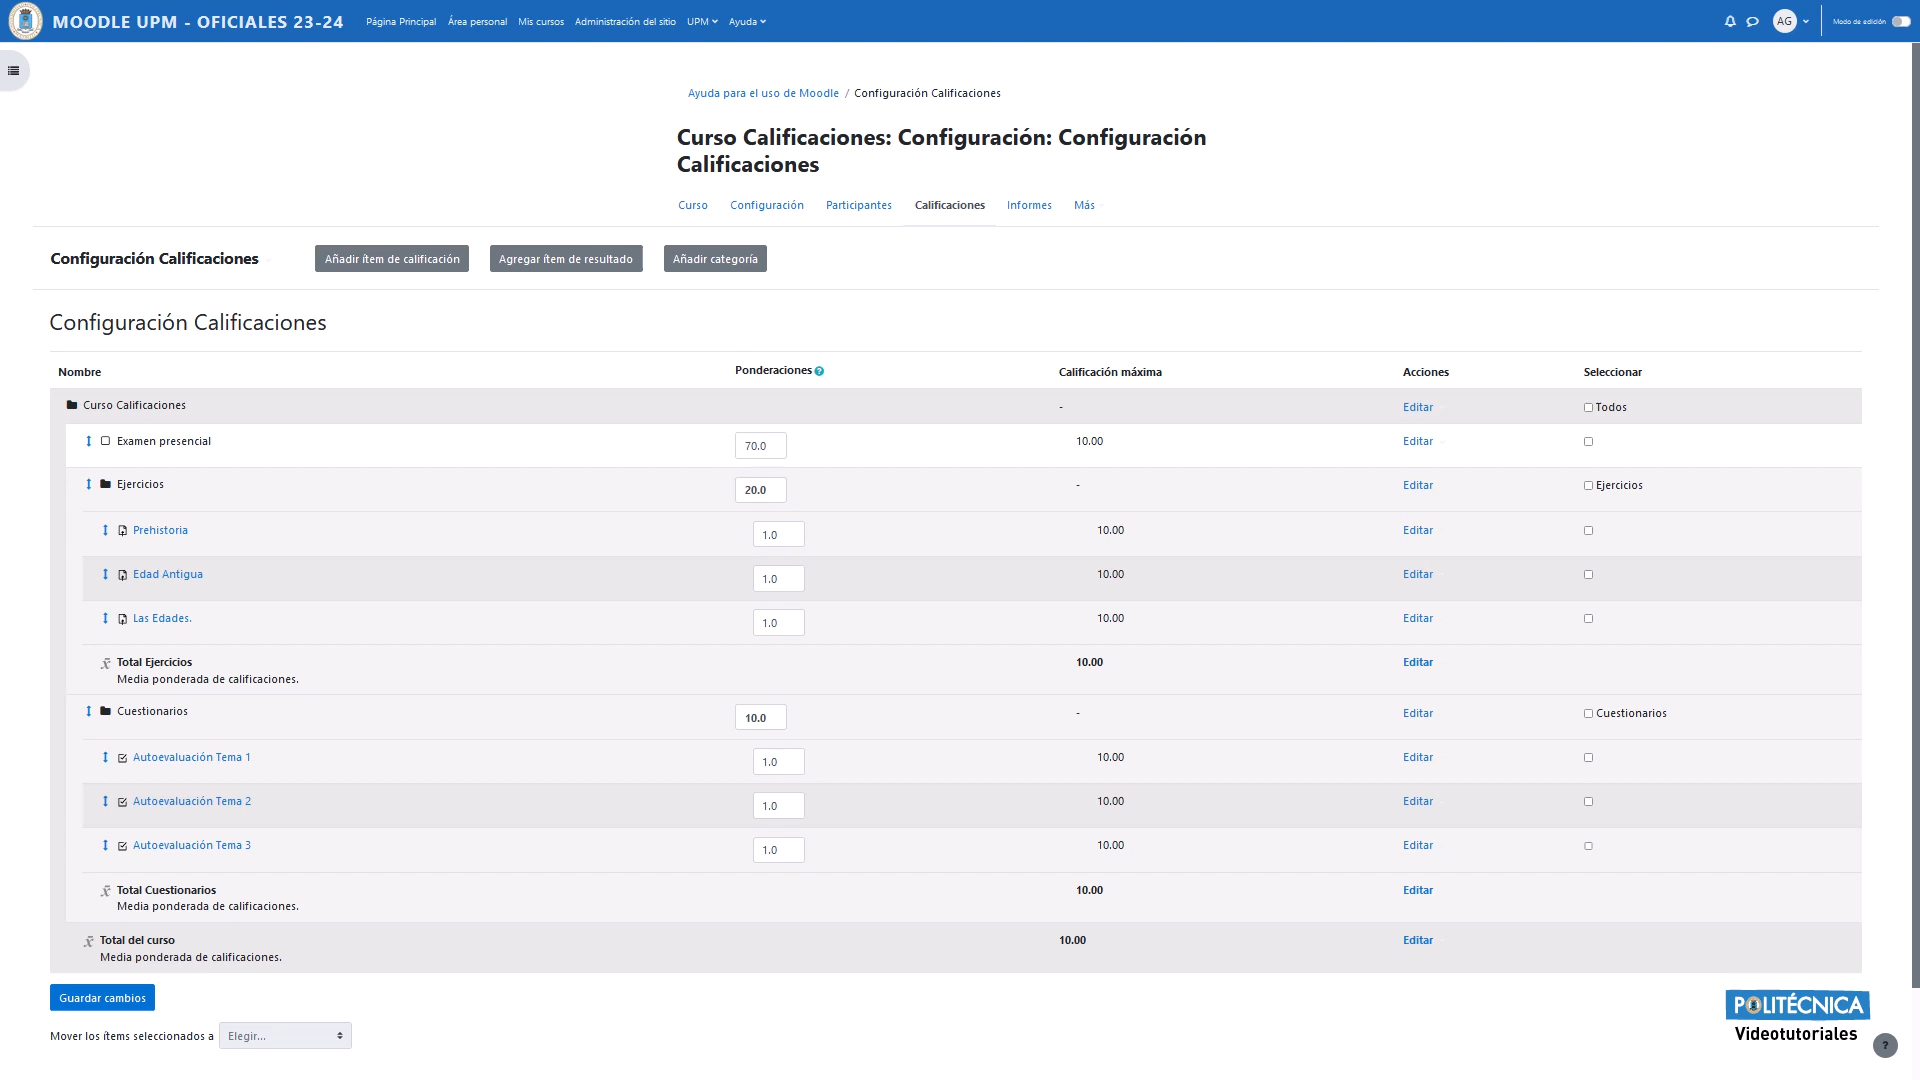 MOODLE UPM - OFICIALES 23-24 Página Principal Área personal Mis cursos Administración del sitio UPM Ayuda AG Modo de edición
Ayuda para el uso de Moodle / Configuración Calificaciones
Curso Calificaciones: Configuración: Configuración
Calificaciones
Curso Configuración Participantes Calificaciones Informes Más
Configuración Calificaciones Añadir ítem de calificación Agregar ítem de resultado Añadir categoría
Configuración Calificaciones
Nombre Ponderaciones ? Calificación máxima Acciones Seleccionar
Curso Calificaciones - Editar Todos
Examen presencial 70.0 10.00 Editar
Ejercicios 20.0 - Editar Ejercicios
Prehistoria 1.0 10.00 Editar
Edad Antigua 1.0 10.00 Editar
Las Edades. 1.0 10.00 Editar
Total Ejercicios 10.00 Editar
Media ponderada de calificaciones.
Cuestionarios 10.0 - Editar Cuestionarios
Autoevaluación Tema 1 1.0 10.00 Editar
Autoevaluación Tema 2 1.0 10.00 Editar
Autoevaluación Tema 3 1.0 10.00 Editar
Total Cuestionarios 10.00 Editar
Media ponderada de calificaciones.
Total del curso 10.00 Editar
Media ponderada de calificaciones.
Guardar cambios
Mover los ítems seleccionados a Elegir...
POLITÉCNICA
Videotutoriales
?